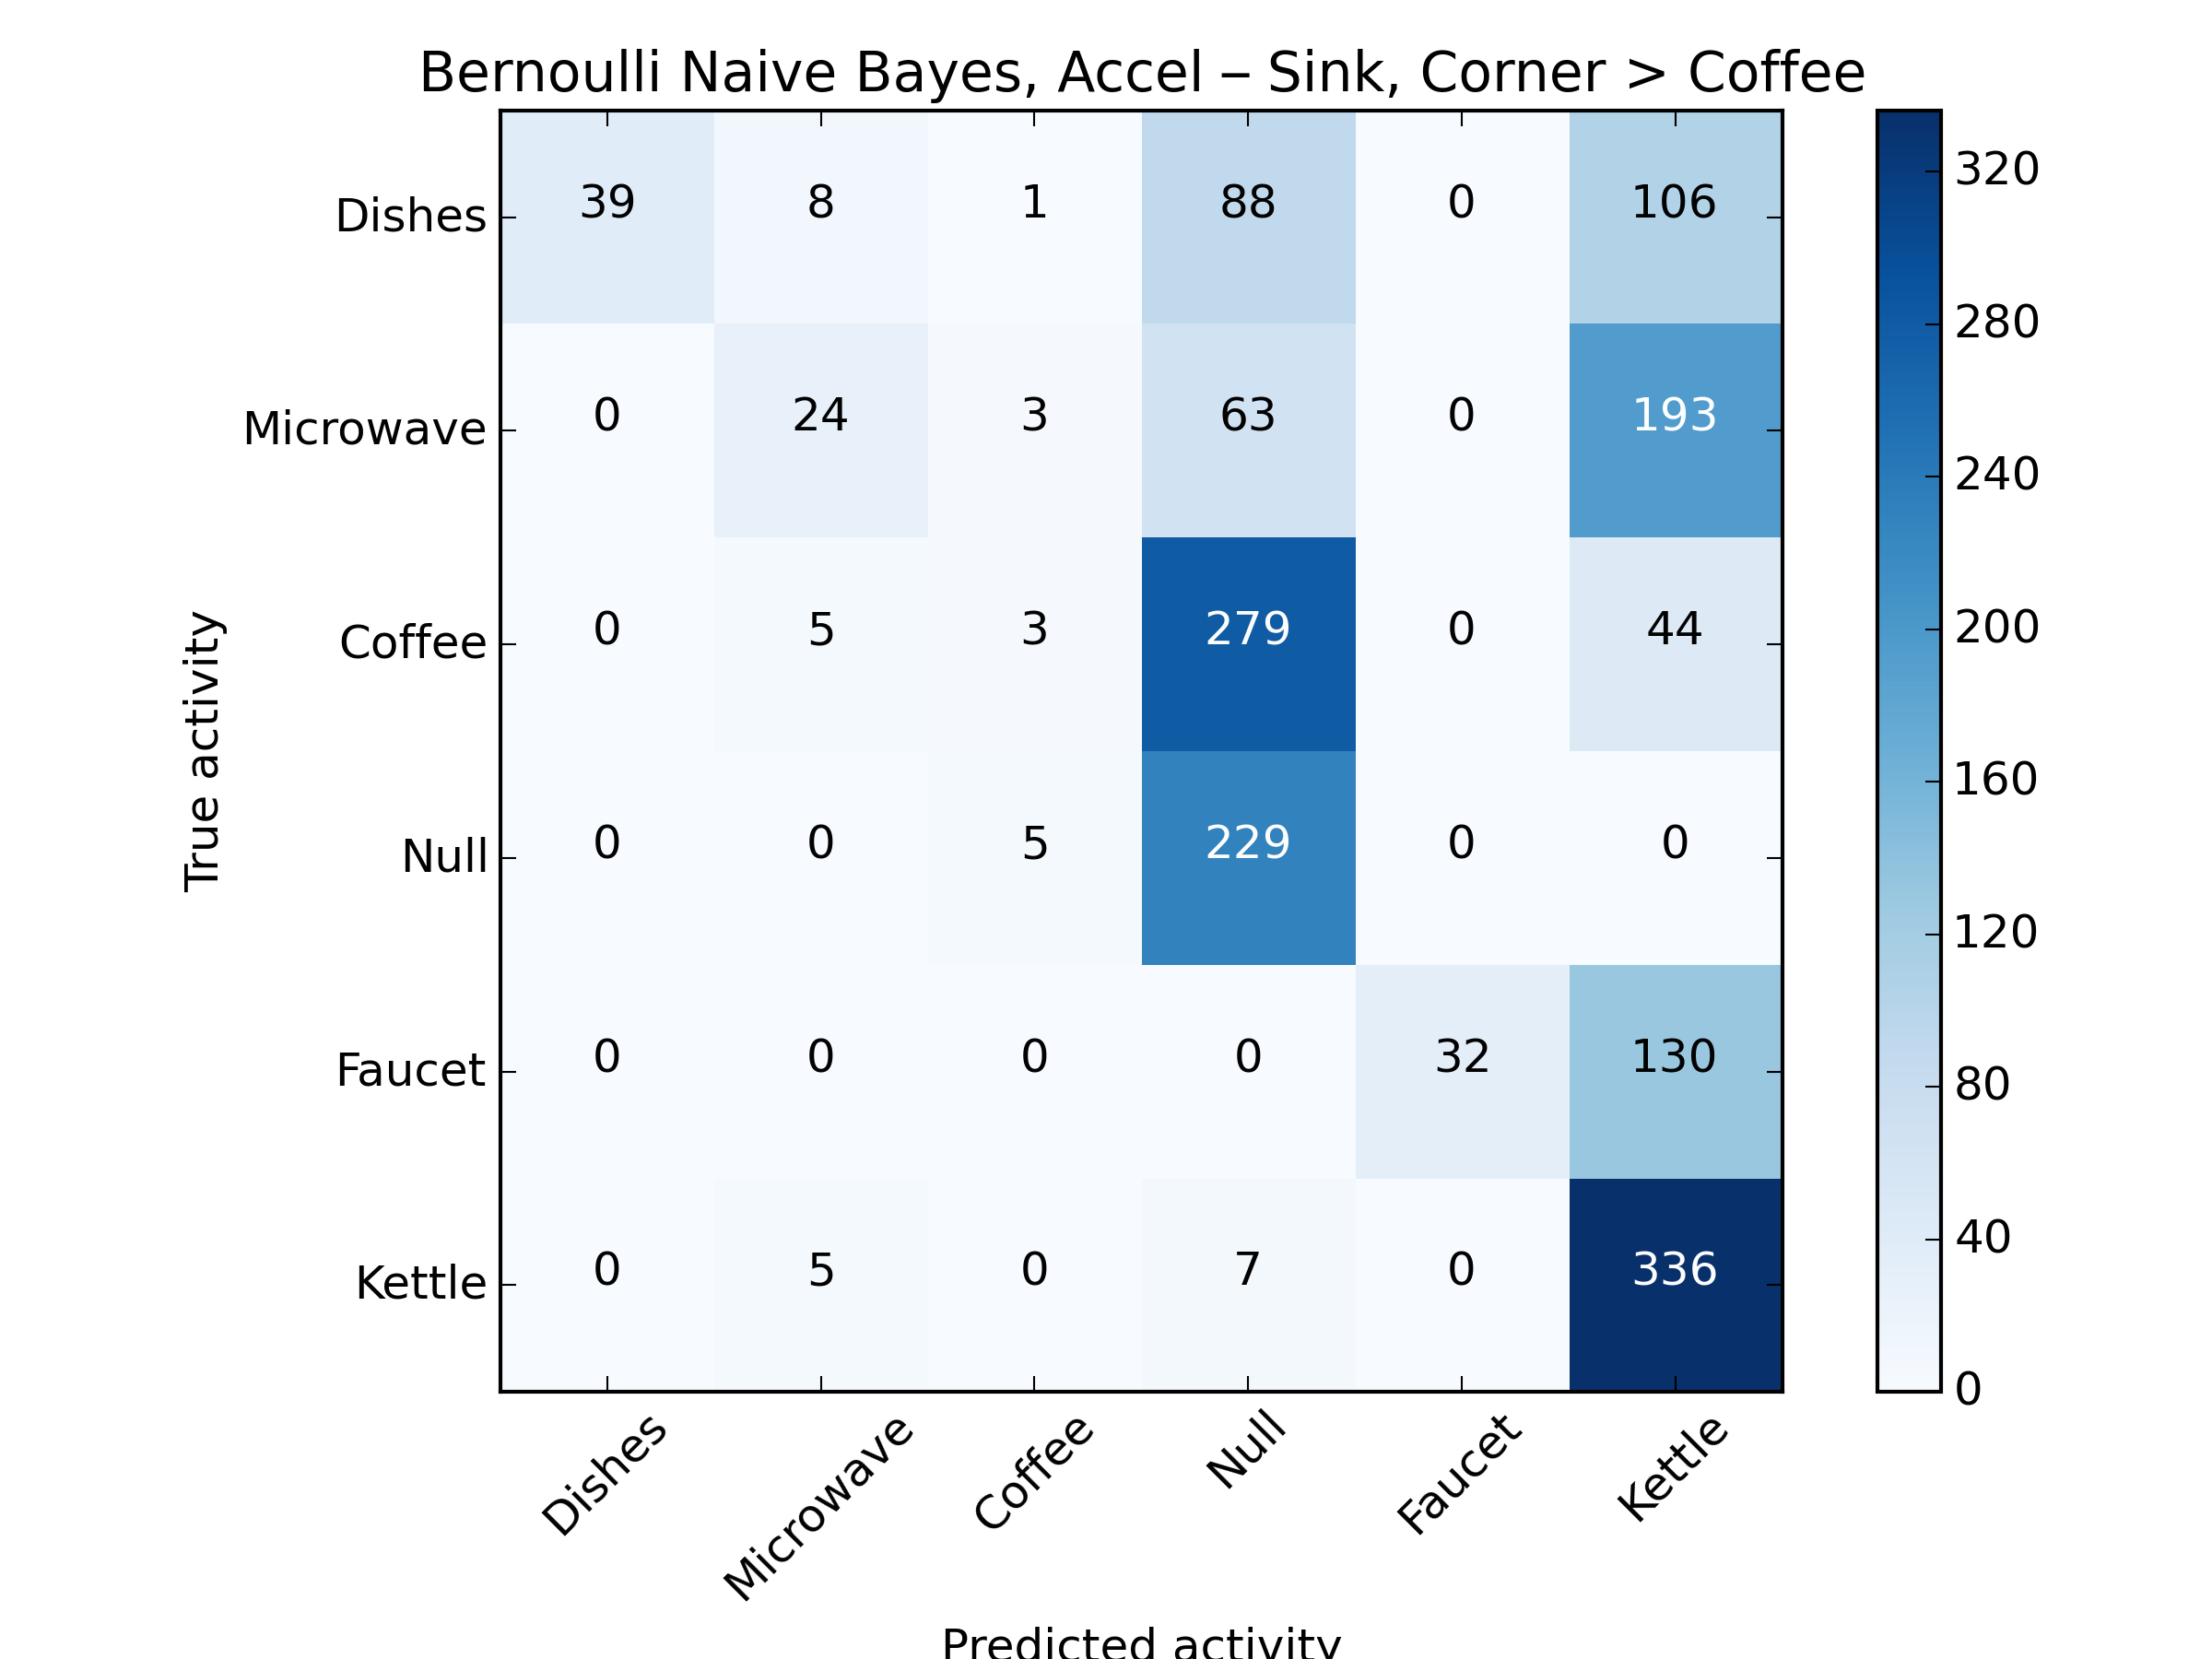 Bernoulli Naive Bayes, Accel – Sink, Corner > Coffee
Dishes 39 8 1 88 0 106
Microwave 0 24 3 63 0 193
Coffee 0 5 3 279 0 44
Null 0 0 5 229 0 0
Faucet 0 0 0 0 32 130
Kettle 0 5 0 7 0 336
True activity
Dishes Microwave Coffee Null Faucet Kettle
Predicted activity
320
280
240
200
160
120
80
40
0